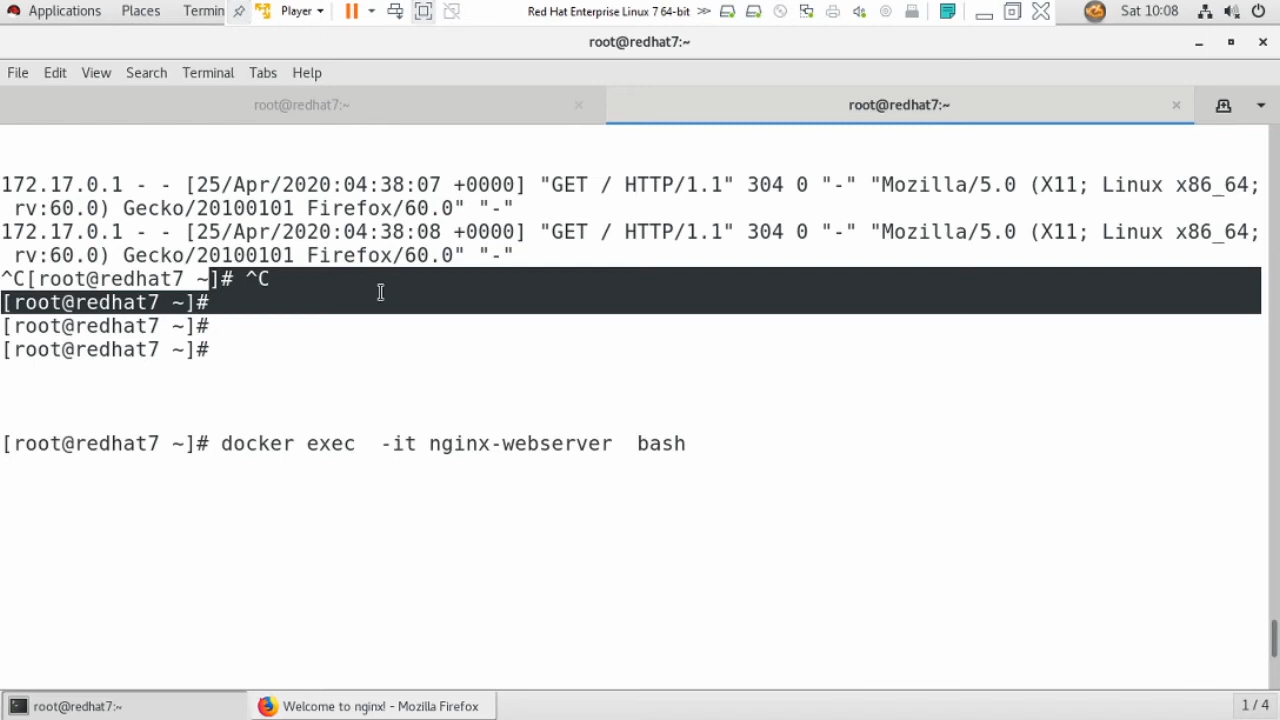 Applications Places Termin Player Red Hat Enterprise Linux 7 64-bit Sat 10:08
root@redhat7:~
File Edit View Search Terminal Tabs Help
root@redhat7:~ root@redhat7:~
172.17.0.1 - - [25/Apr/2020:04:38:07 +0000] "GET / HTTP/1.1" 304 0 "-" "Mozilla/5.0 (X11; Linux x86_64;
rv:60.0) Gecko/20100101 Firefox/60.0" "-"
172.17.0.1 - - [25/Apr/2020:04:38:08 +0000] "GET / HTTP/1.1" 304 0 "-" "Mozilla/5.0 (X11; Linux x86_64;
rv:60.0) Gecko/20100101 Firefox/60.0" "-"
^C[root@redhat7 ~]# ^C
[root@redhat7 ~]#
[root@redhat7 ~]#
[root@redhat7 ~]#
[root@redhat7 ~]# docker exec  -it nginx-webserver  bash
root@redhat7:~ Welcome to nginx! - Mozilla Firefox 1 / 4